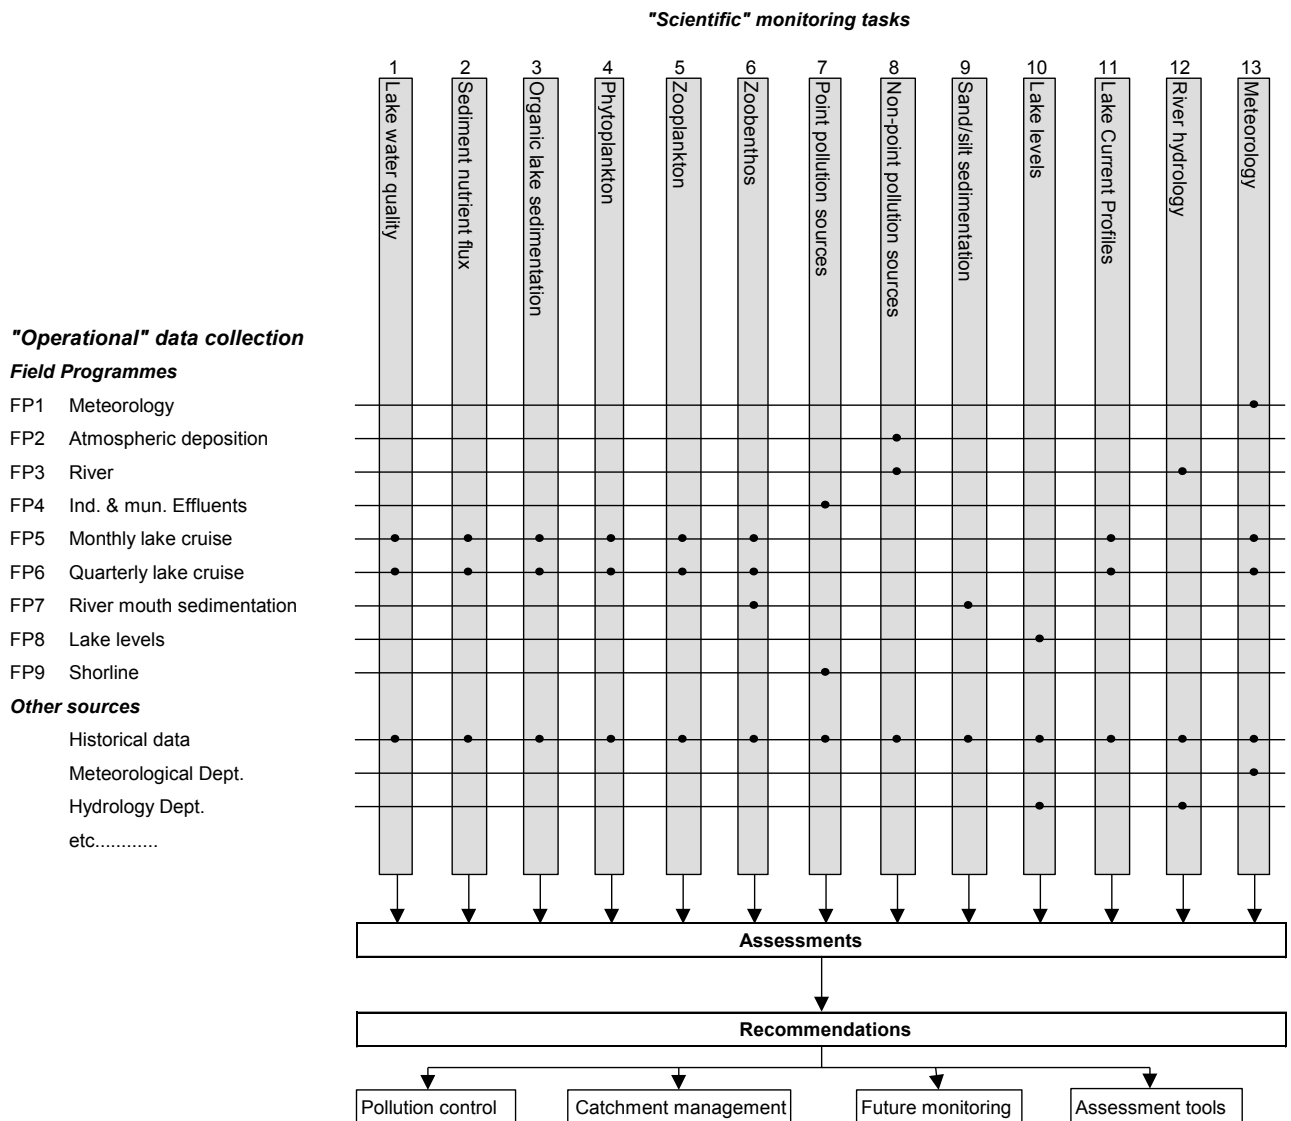 "Scientific" monitoring tasks
1 2 3 4 5 6 7 8 9 10 11 12 13
Lake water quality
Sediment nutrient flux
Organic lake sedimentation
Phytoplankton
Zooplankton
Zoobenthos
Point pollution sources
Non-point pollution sources
Sand/silt sedimentation
Lake levels
Lake Current Profiles
River hydrology
Meteorology
"Operational" data collection
Field Programmes
FP1 Meteorology
FP2 Atmospheric deposition
FP3 River
FP4 Ind. & mun. Effluents
FP5 Monthly lake cruise
FP6 Quarterly lake cruise
FP7 River mouth sedimentation
FP8 Lake levels
FP9 Shorline
Other sources
Historical data
Meteorological Dept.
Hydrology Dept.
etc............
Assessments
Recommendations
Pollution control
Catchment management
Future monitoring
Assessment tools